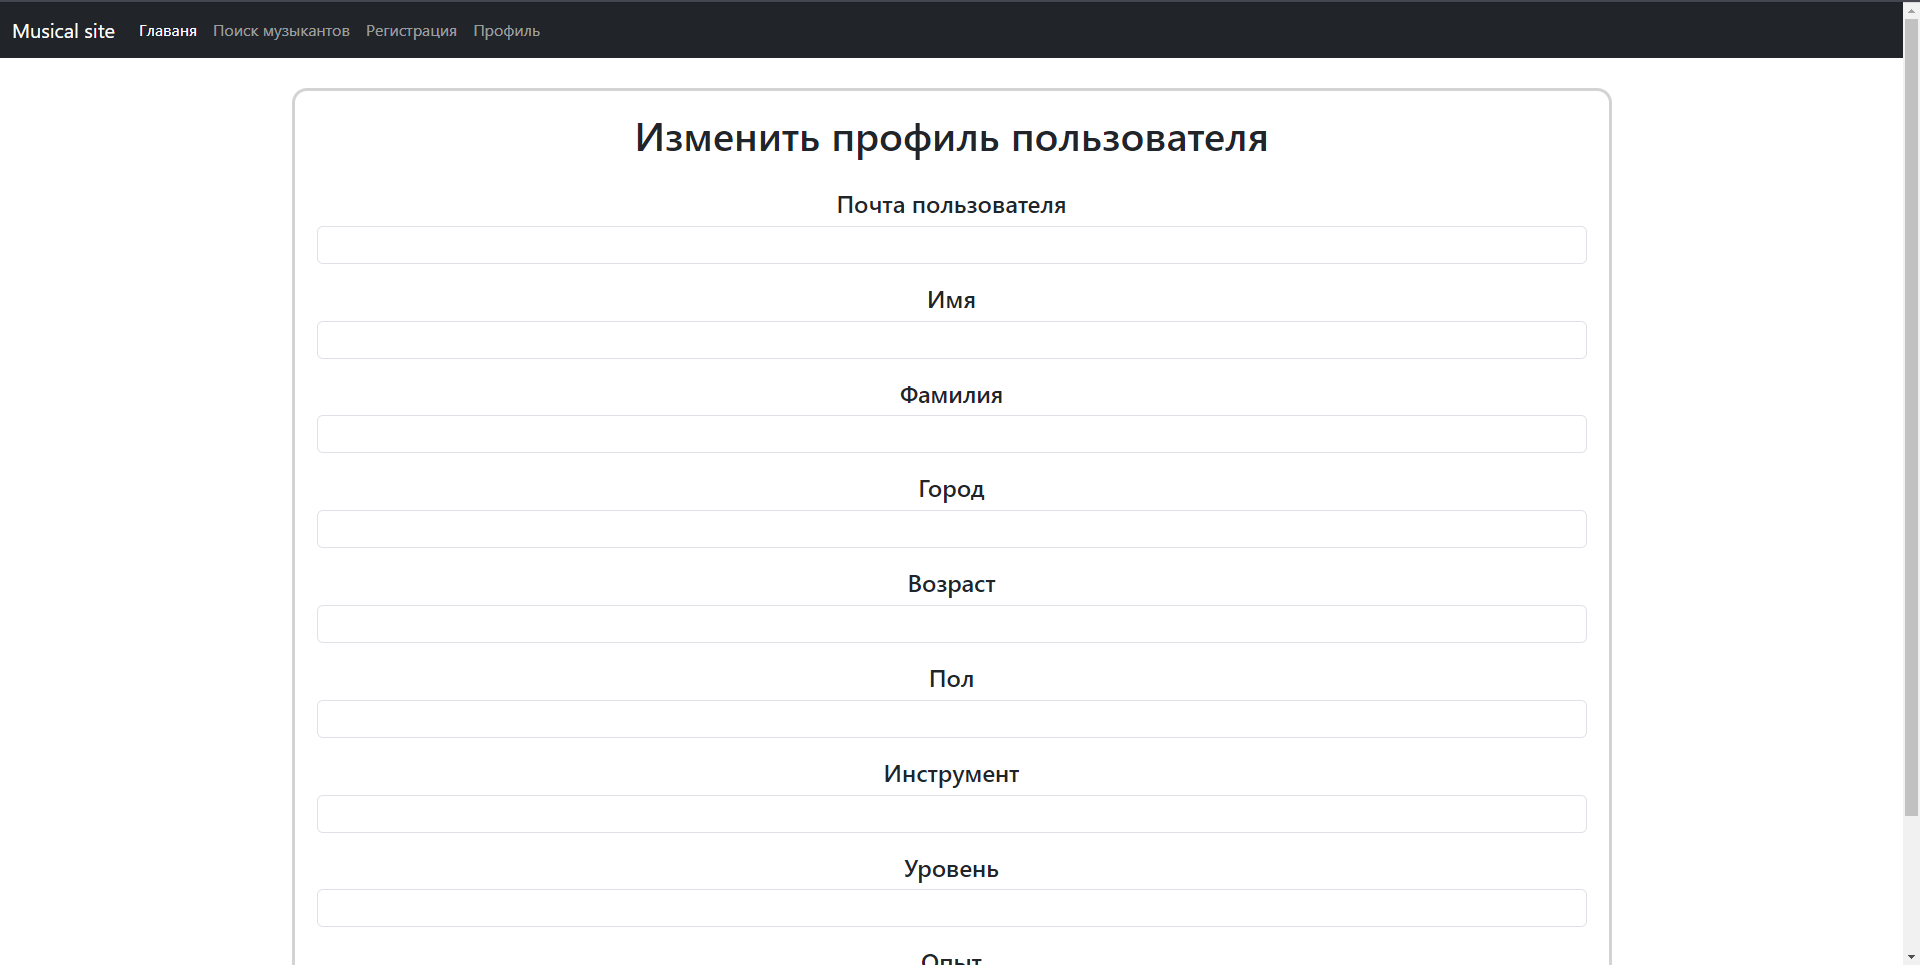 Musical site Главаня Поиск музыкантов Регистрация Профиль
Изменить профиль пользователя
Почта пользователя
Имя
Фамилия
Город
Возраст
Пол
Инструмент
Уровень
Опыт